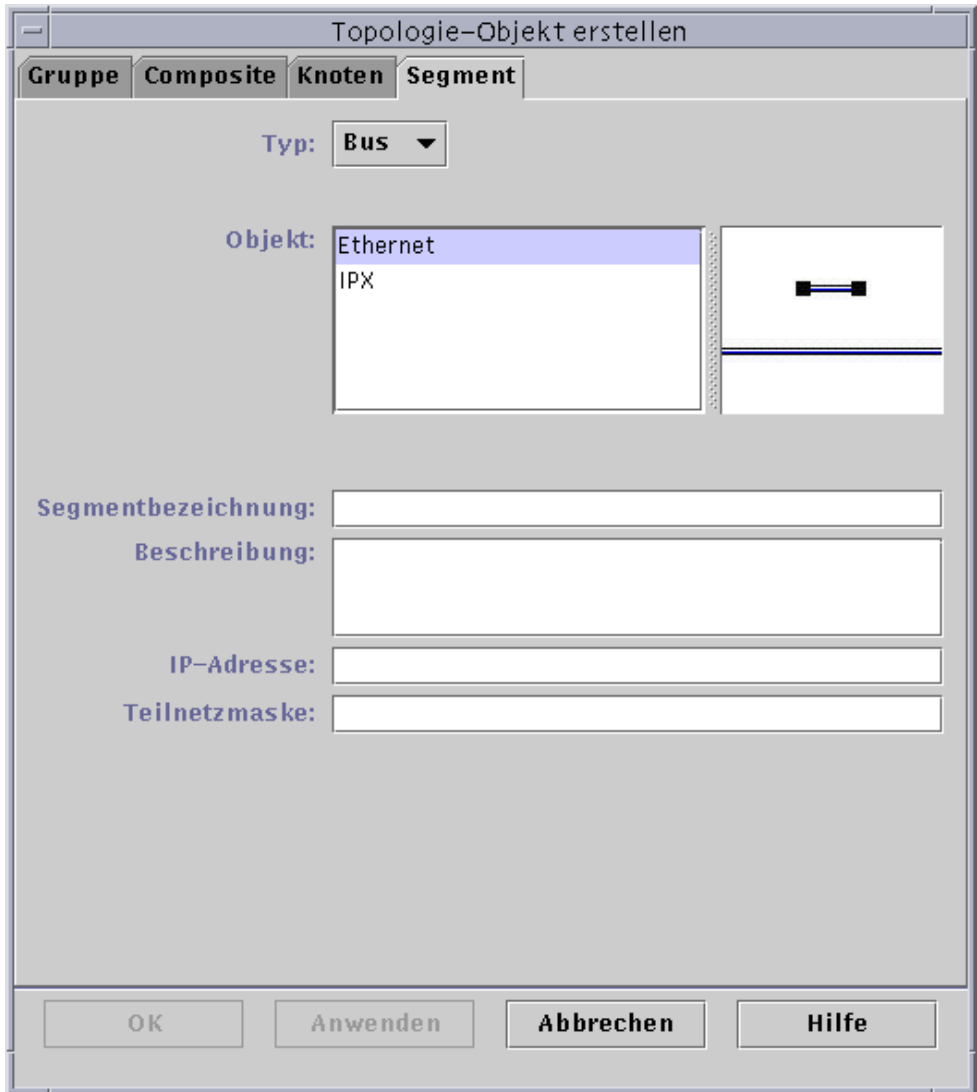 Topologie-Objekt erstellen
Gruppe Composite Knoten Segment
Typ: Bus
Objekt: Ethernet
IPX
Segmentbezeichnung:
Beschreibung:
IP-Adresse:
Teilnetzmaske:
OK Anwenden Abbrechen Hilfe